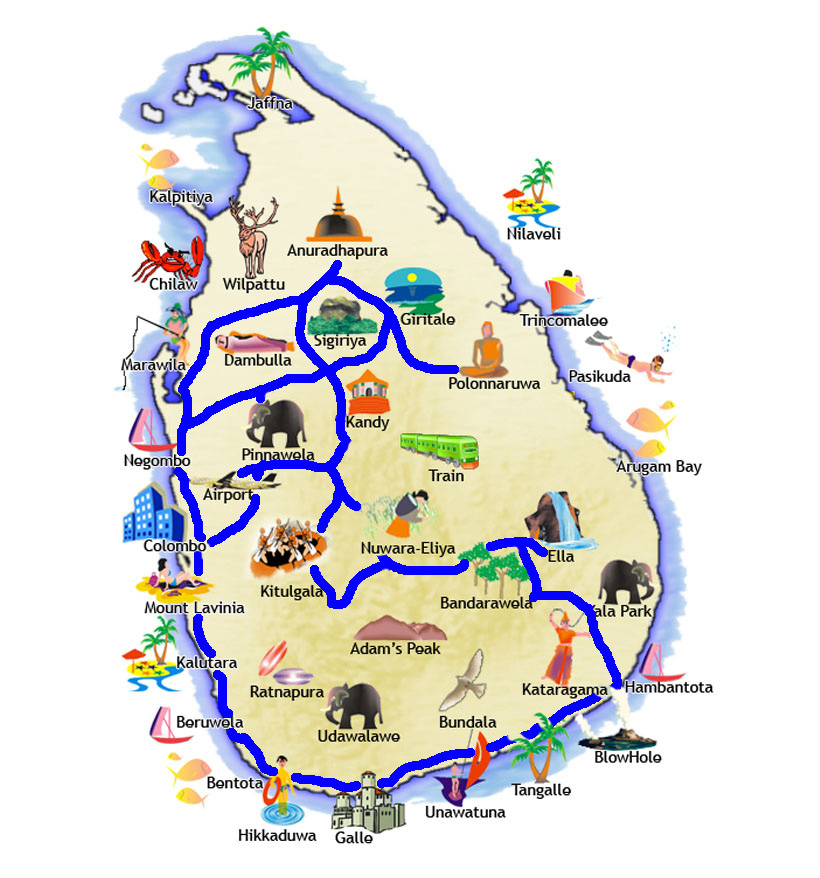 Jaffna
Kalpitiya
Nilaveli
Anuradhapura
Chilaw
Wilpattu
Giritale
Trincomalee
Sigiriya
Dambulla
Marawila
Polonnaruwa
Pasikuda
Kandy
Pinnawela
Negombo
Train
Arugam Bay
Airport
Colombo
Nuwara-Eliya
Ella
Kitulgala
Bandarawela
Mount Lavinia
Yala Park
Adam's Peak
Kalutara
Ratnapura
Kataragama
Hambantota
Beruwela
Bundala
Udawalawe
BlowHole
Bentota
Tangalle
Unawatuna
Hikkaduwa
Galle